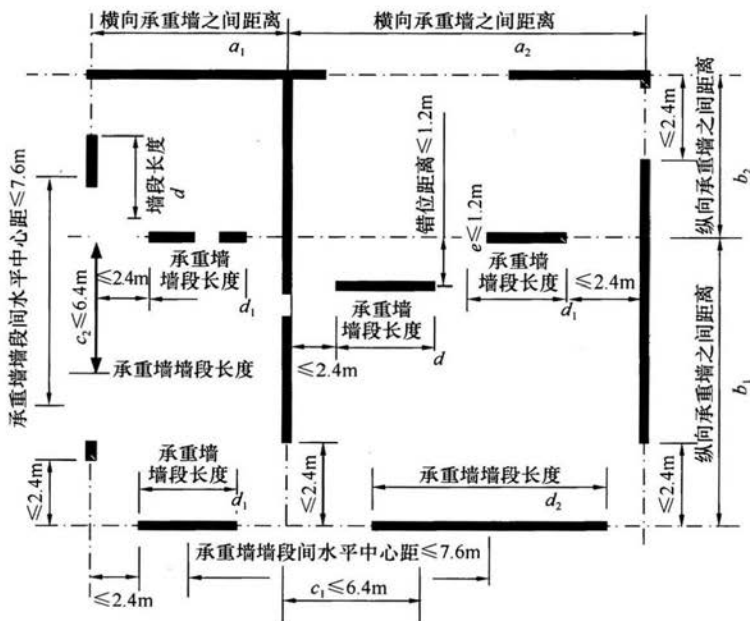 横向承重墙之间距离
横向承重墙之间距离
a₁
a₂
≤2.4m
纵向承重墙之间距离
b₂
承重墙墙段间水平中心距≤7.6m
墙段长度
d
错位距离≤1.2m
e≤1.2m
≤2.4m
c₂≤6.4m
承重墙
墙段长度
d₁
承重墙
墙段长度
d₁
≤2.4m
承重墙
墙段长度
d
≤2.4m
承重墙墙段长度
纵向承重墙之间距离
b₁
≤2.4m
承重墙
墙段长度
d₁
≤2.4m
承重墙墙段长度
d₂
≤2.4m
承重墙墙段间水平中心距≤7.6m
≤2.4m
c₁≤6.4m